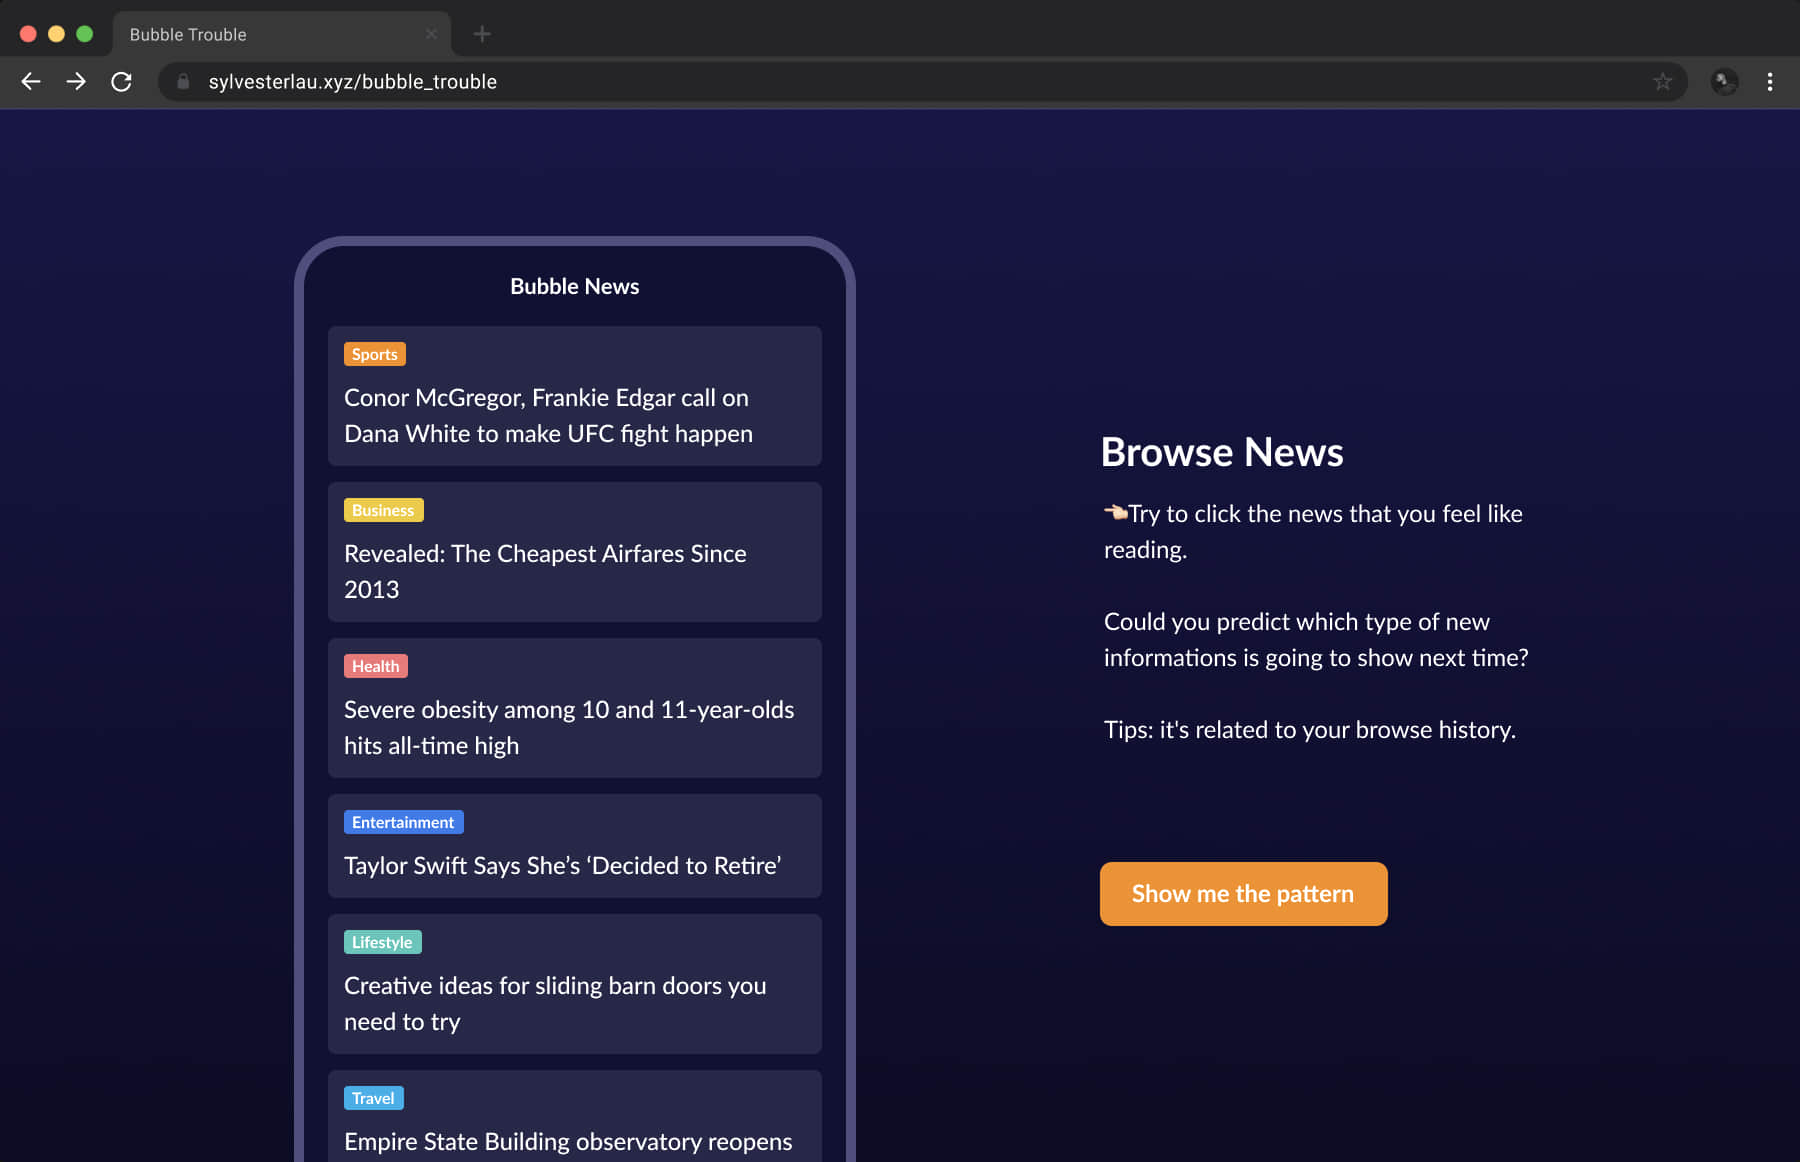 Bubble Trouble
sylvesterlau.xyz/bubble_trouble
Bubble News
Sports
Conor McGregor, Frankie Edgar call on
Dana White to make UFC fight happen
Business
Revealed: The Cheapest Airfares Since
2013
Health
Severe obesity among 10 and 11-year-olds
hits all-time high
Entertainment
Taylor Swift Says She’s ‘Decided to Retire’
Lifestyle
Creative ideas for sliding barn doors you
need to try
Travel
Empire State Building observatory reopens
Browse News
👈🏻Try to click the news that you feel like
reading.
Could you predict which type of new
informations is going to show next time?
Tips: it's related to your browse history.
Show me the pattern